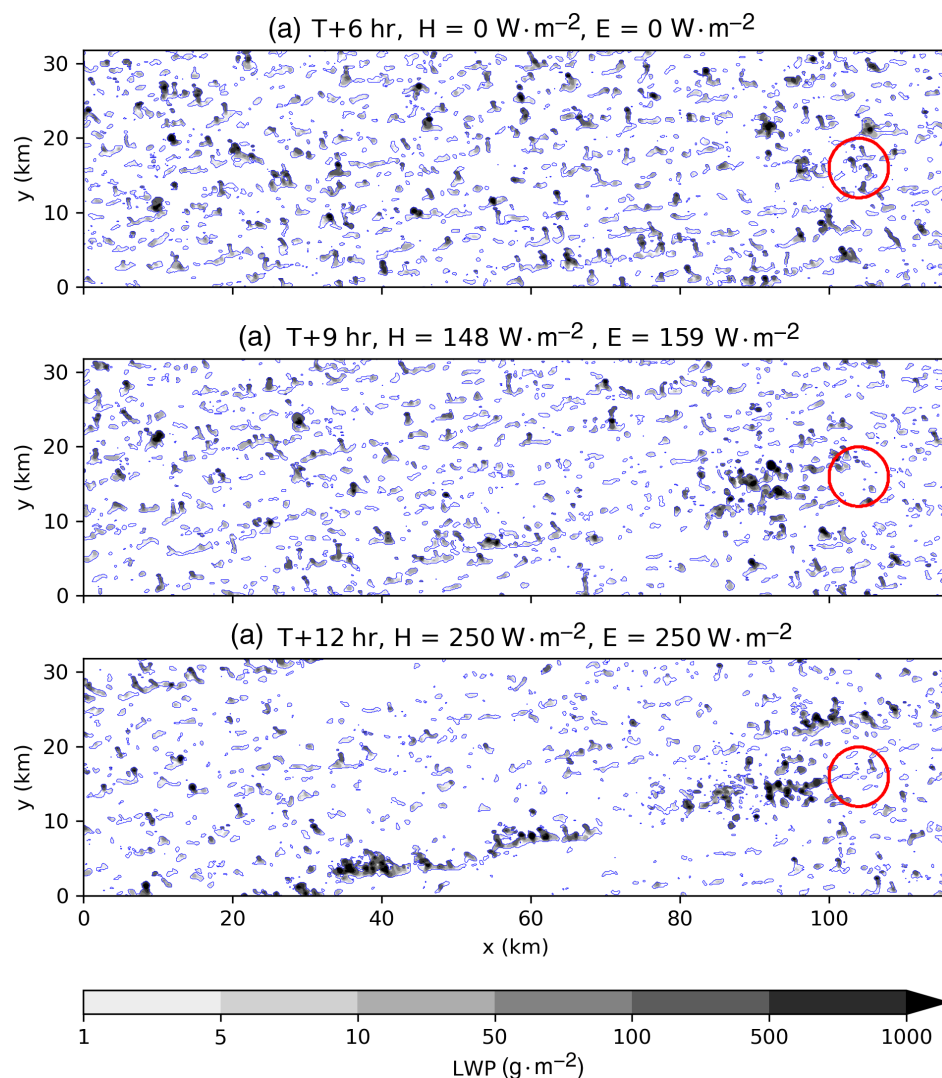 (a) T+6 hr, H = 0 W·m−2, E = 0 W·m−2
30
20
10
0
y (km)
(a) T+9 hr, H = 148 W·m−2 , E = 159 W·m−2
30
20
10
0
y (km)
(a) T+12 hr, H = 250 W·m−2, E = 250 W·m−2
30
20
10
0
y (km)
0 20 40 60 80 100
x (km)
1 5 10 50 100 500 1000
LWP (g·m−2)